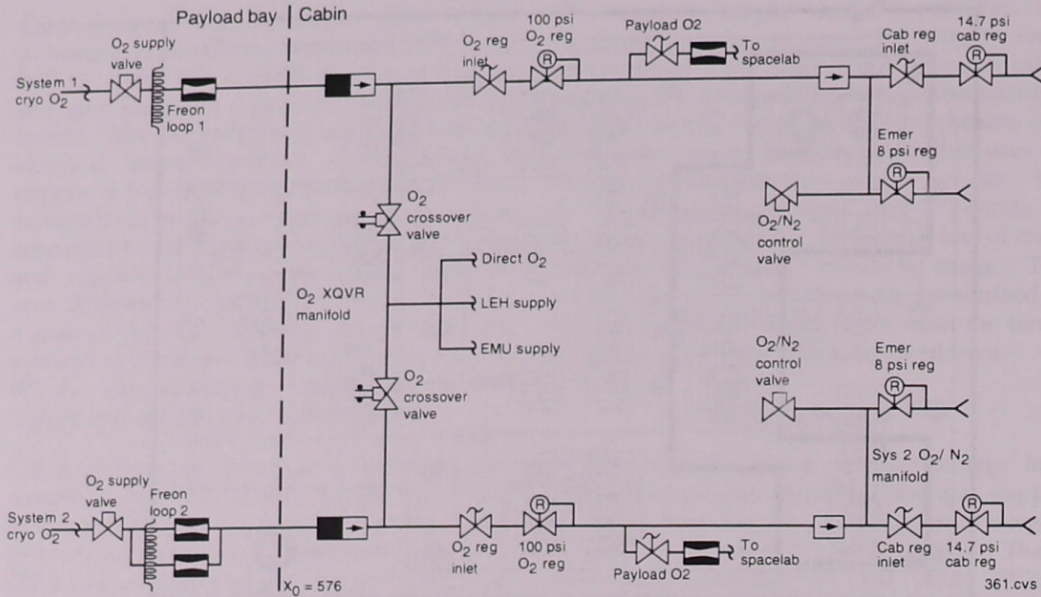 Payload bay
Cabin
O2 supply
valve
System 1
cryo O2
Freon
loop 1
O2 reg
inlet
100 psi
O2 reg
R
Payload O2
To
spacelab
Cab reg
inlet
14.7 psi
cab reg
R
Emer
8 psi reg
R
O2/N2
control
valve
O2
crossover
valve
Direct O2
O2 XQVR
manifold
LEH supply
EMU supply
O2
crossover
valve
O2/N2
control
valve
Emer
8 psi reg
R
Sys 2 O2/ N2
manifold
O2 supply
valve
System 2
cryo O2
Freon
loop 2
X0 = 576
O2 reg
inlet
R
100 psi
O2 reg
Payload O2
To
spacelab
Cab reg
inlet
R
14.7 psi
cab reg
361.cvs